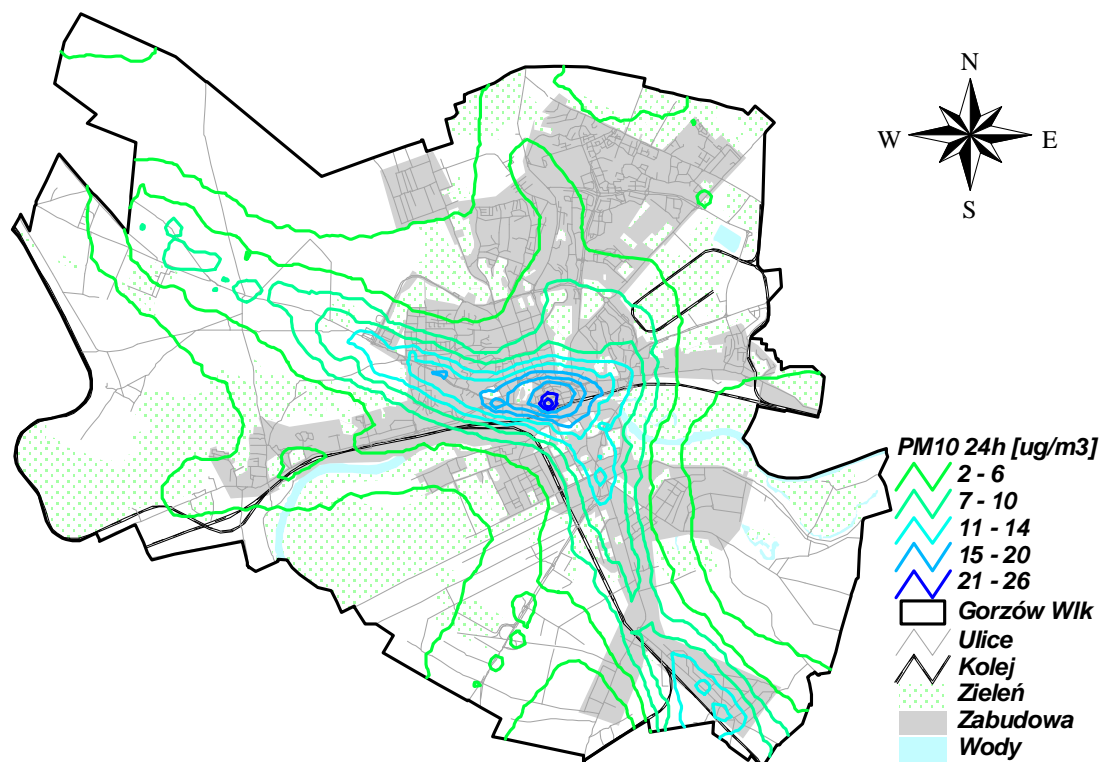 N
W E
S
PM10 24h [ug/m3]
2 - 6
7 - 10
11 - 14
15 - 20
21 - 26
Gorzów Wlk
Ulice
Kolej
Zieleń
Zabudowa
Wody